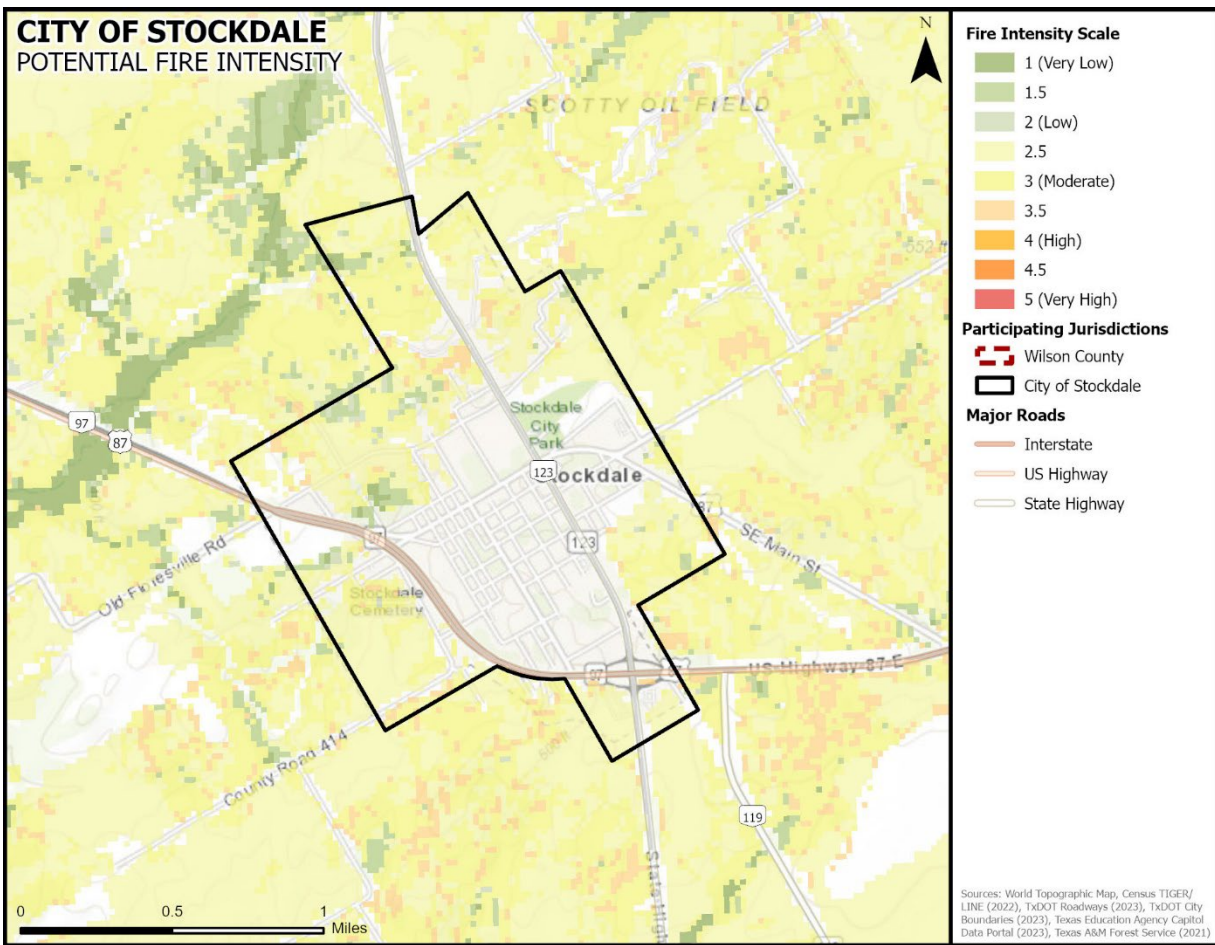 CITY OF STOCKDALE
POTENTIAL FIRE INTENSITY
N
SCOTTY OIL FIELD
552 ft
97
87
Stockdale
City
Park
123
Stockdale
87
SE Main St
97
123
Old Floresville Rd
Stockdale
Cemetery
87
US Highway 87 E
County Road 414
119
0
0.5
1
Miles
Fire Intensity Scale
1 (Very Low)
1.5
2 (Low)
2.5
3 (Moderate)
3.5
4 (High)
4.5
5 (Very High)
Participating Jurisdictions
Wilson County
City of Stockdale
Major Roads
Interstate
US Highway
State Highway
Sources: World Topographic Map, Census TIGER/
LINE (2022), TxDOT Roadways (2023), TxDOT City
Boundaries (2023), Texas Education Agency Capitol
Data Portal (2023), Texas A&M Forest Service (2021)